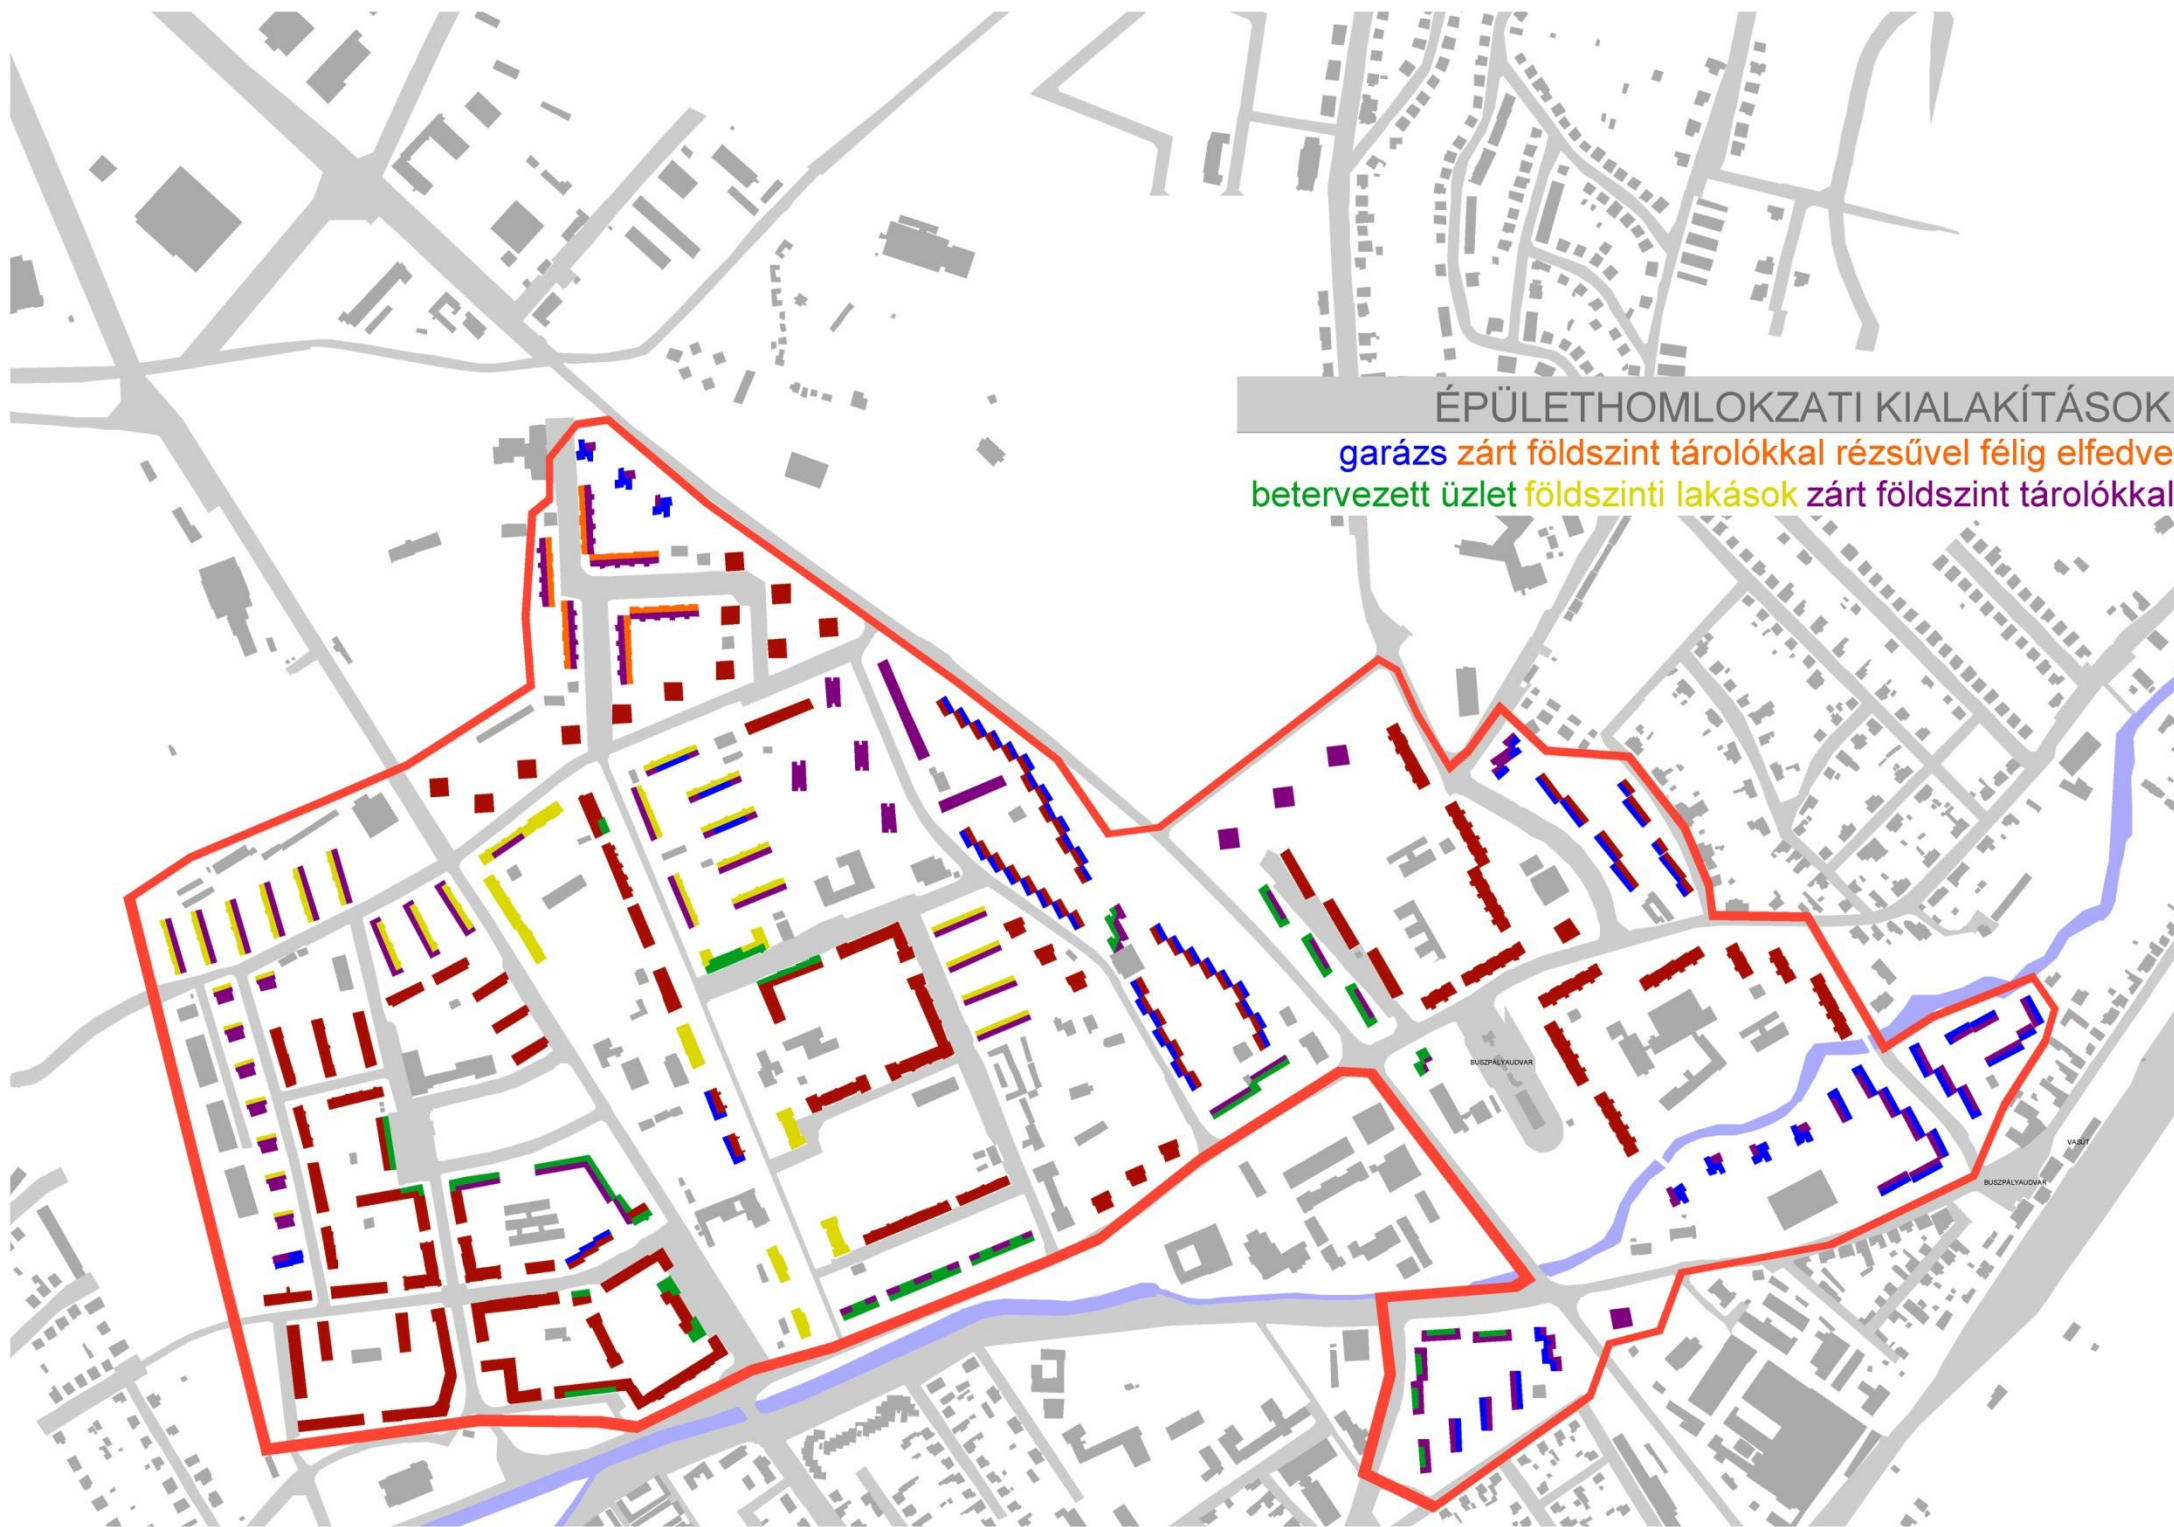 ÉPÜLETHOMLOKZATI KIALAKÍTÁSOK
garázs zárt földszint tárolókkal rézsűvel félig elfedve
betervezett üzlet földszinti lakások zárt földszint tárolókkal
BUSZPÁLYAUDVAR
VASÚT
BUSZPÁLYAUDVAR